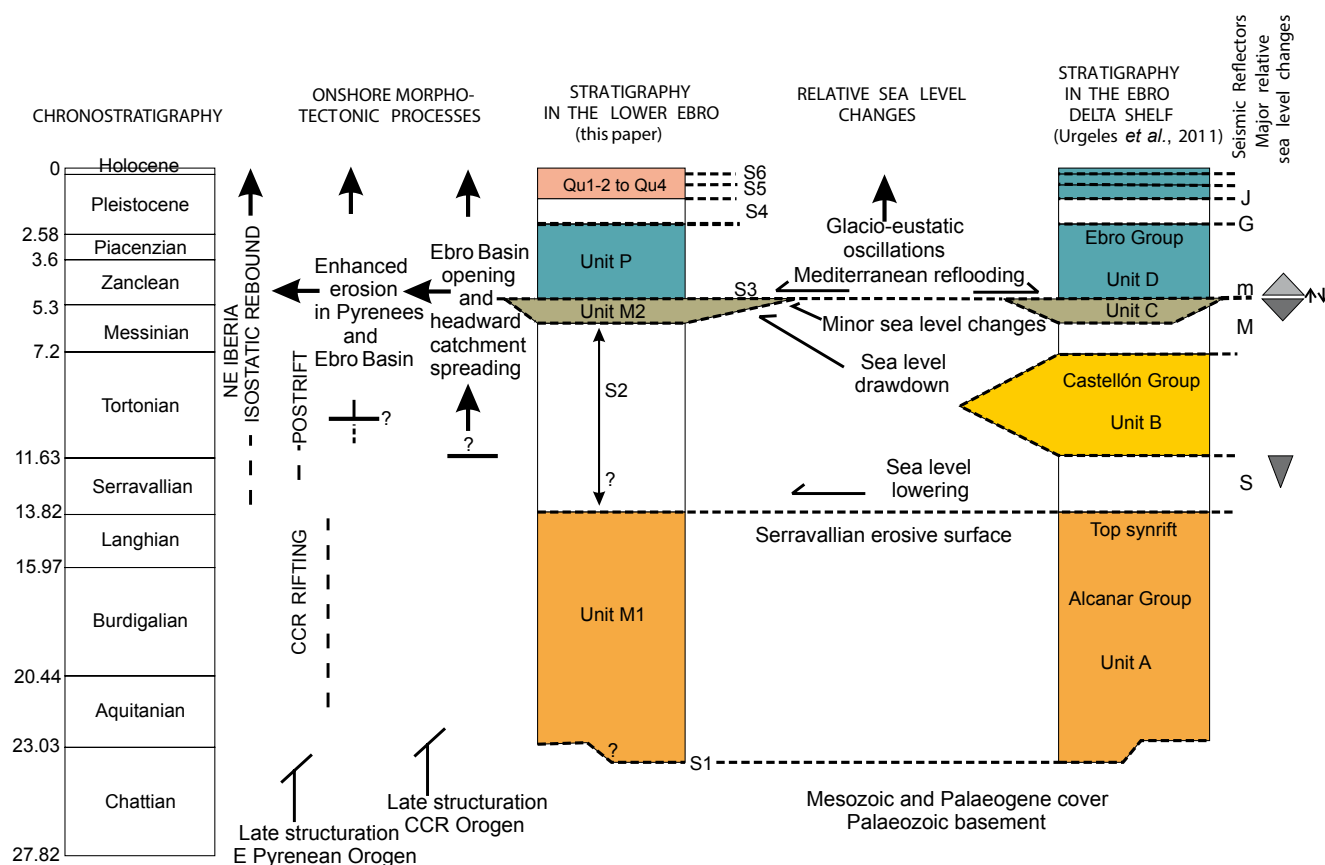 CHRONOSTRATIGRAPHY
0
Holocene
Pleistocene
2.58
Piacenzian
3.6
Zanclean
5.3
Messinian
7.2
Tortonian
11.63
Serravallian
13.82
Langhian
15.97
Burdigalian
20.44
Aquitanian
23.03
Chattian
27.82
ONSHORE MORPHO-
TECTONIC PROCESSES
NE IBERIA
ISOSTATIC REBOUND
POSTRIFT
CCR RIFTING
Enhanced
erosion
in Pyrenees
and
Ebro Basin
?
Ebro Basin
opening
and
headward
catchment
spreading
?
Late structuration
E Pyrenean Orogen
Late structuration
CCR Orogen
STRATIGRAPHY
IN THE LOWER EBRO
(this paper)
Qu1-2 to Qu4
S6
S5
S4
Unit P
S3
Unit M2
S2
?
Unit M1
?
S1
RELATIVE SEA LEVEL
CHANGES
Glacio-eustatic
oscillations
Mediterranean reflooding
Minor sea level changes
Sea level
drawdown
Sea level
lowering
Serravallian erosive surface
Mesozoic and Palaeogene cover
Palaeozoic basement
STRATIGRAPHY
IN THE EBRO
DELTA SHELF
(Urgeles et al., 2011)
Ebro Group
Unit D
Unit C
Castellón Group
Unit B
Top synrift
Alcanar Group
Unit A
Seismic Reflectors
Major relative
sea level changes
J
G
m
M
S